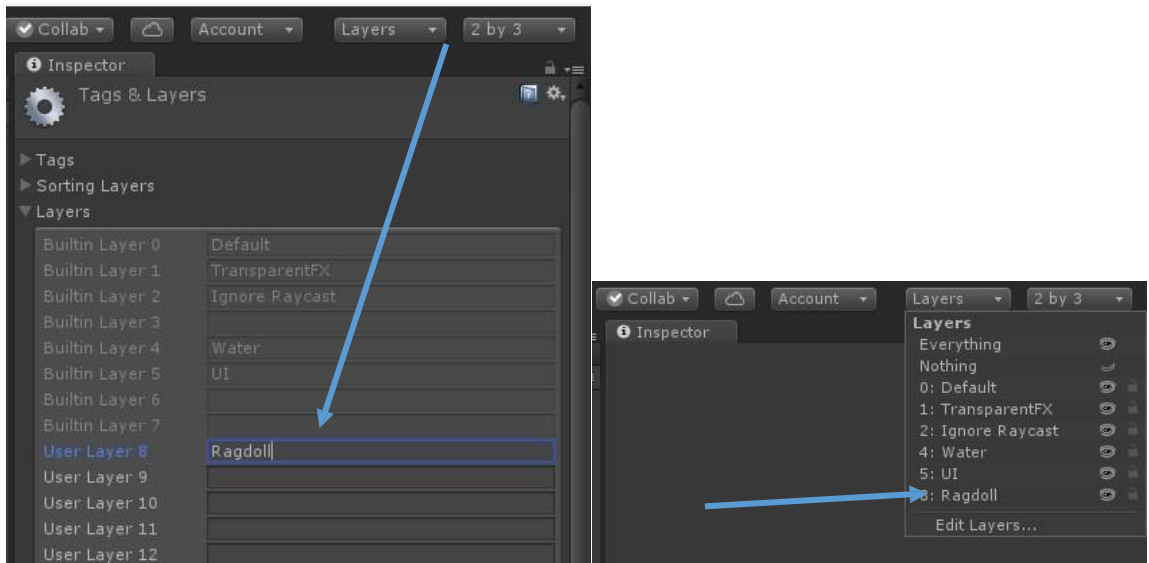 Collab Account Layers 2 by 3
Inspector
Tags & Layers
Tags
Sorting Layers
Layers
Builtin Layer 0 Default
Builtin Layer 1 TransparentFX
Builtin Layer 2 Ignore Raycast
Builtin Layer 3
Builtin Layer 4 Water
Builtin Layer 5 UI
Builtin Layer 6
Builtin Layer 7
User Layer 8 Ragdoll
User Layer 9
User Layer 10
User Layer 11
User Layer 12
Collab Account Layers 2 by 3
Inspector
Layers
Everything
Nothing
0: Default
1: TransparentFX
2: Ignore Raycast
4: Water
5: UI
8: Ragdoll
Edit Layers...